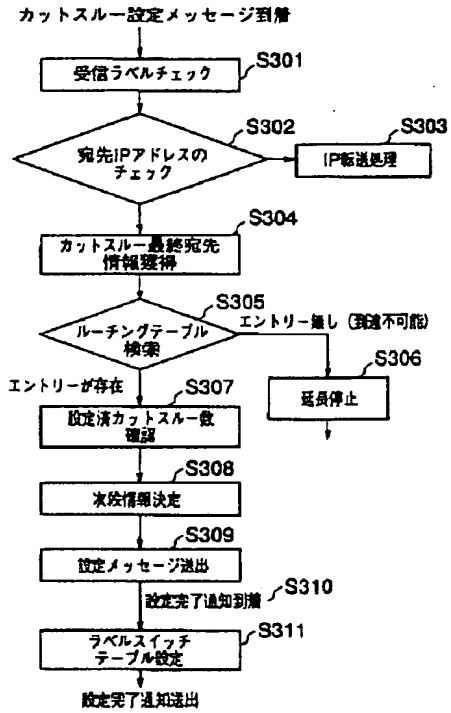 カットスルー設定メッセージ到着
受信ラベルチェック
S301
宛先IPアドレスの
チェック
S302
IP転送処理
S303
カットスルー最終宛先
情報獲得
S304
ルーチングテーブル
検索
S305
エントリー無し (到達不可能)
延長停止
S306
エントリーが存在
設定済カットスルー数
確認
S307
次段情報決定
S308
設定メッセージ送出
S309
設定完了通知到着
S310
ラベルスイッチ
テーブル設定
S311
設定完了通知送出